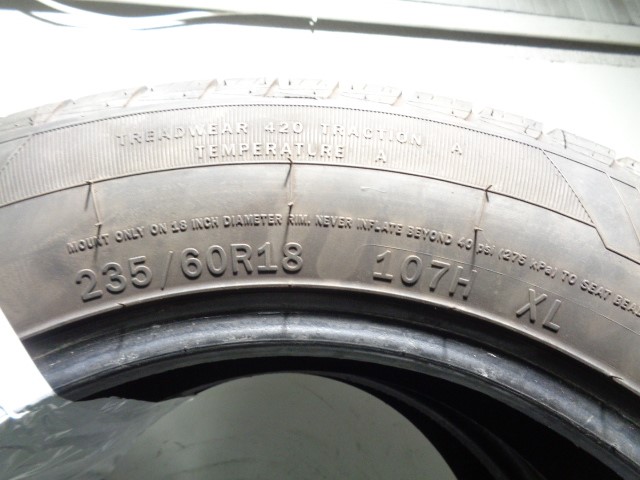 TREADWEAR 420 TRACTION A
TEMPERATURE A
MOUNT ONLY ON 18 INCH DIAMETER RIM. NEVER INFLATE BEYOND 40 psi (275 kPa) TO SEAT BEAD
235/60R18 107H XL